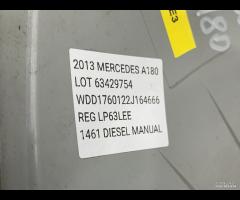 2013 MERCEDES A180
LOT 63429754
WDD1760122J164666
REG LP63LEE
1461 DIESEL MANUAL